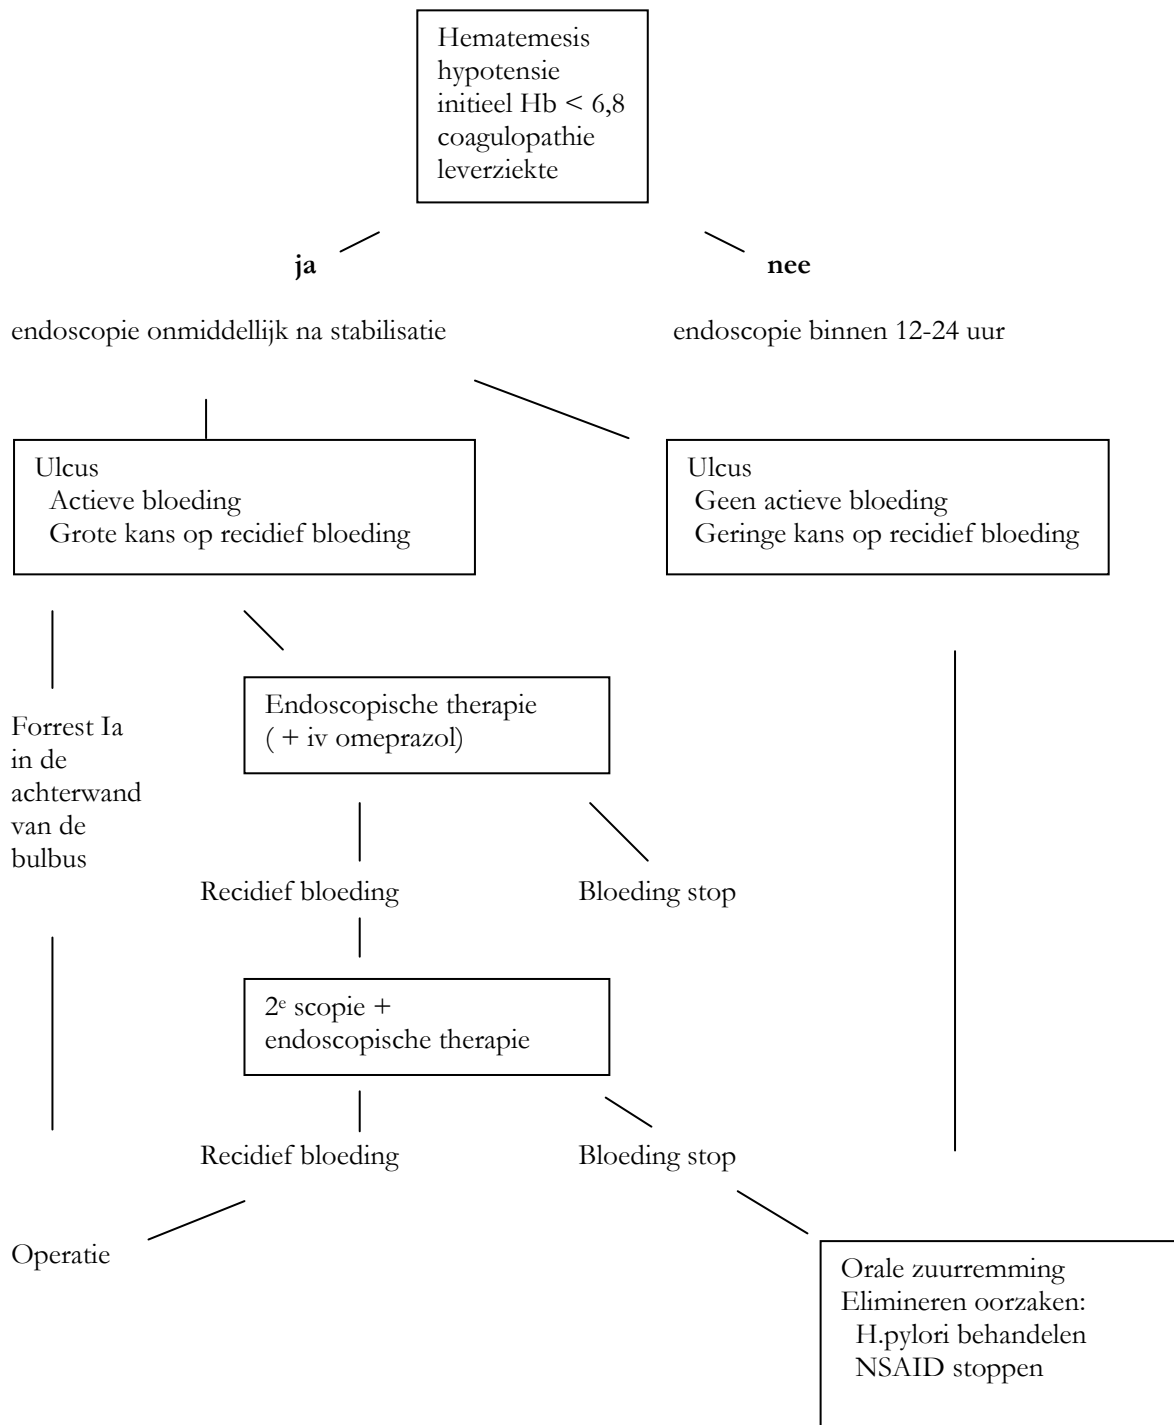 Hematemesis
hypotensie
initieel Hb < 6,8
coagulopathie
leverziekte
ja
nee
endoscopie onmiddellijk na stabilisatie
endoscopie binnen 12-24 uur
Ulcus
Actieve bloeding
Grote kans op recidief bloeding
Ulcus
Geen actieve bloeding
Geringe kans op recidief bloeding
Forrest Ia
in de
achterwand
van de
bulbus
Endoscopische therapie
( + iv omeprazol)
Recidief bloeding
Bloeding stop
2e scopie +
endoscopische therapie
Recidief bloeding
Bloeding stop
Operatie
Orale zuurremming
Elimineren oorzaken:
H.pylori behandelen
NSAID stoppen